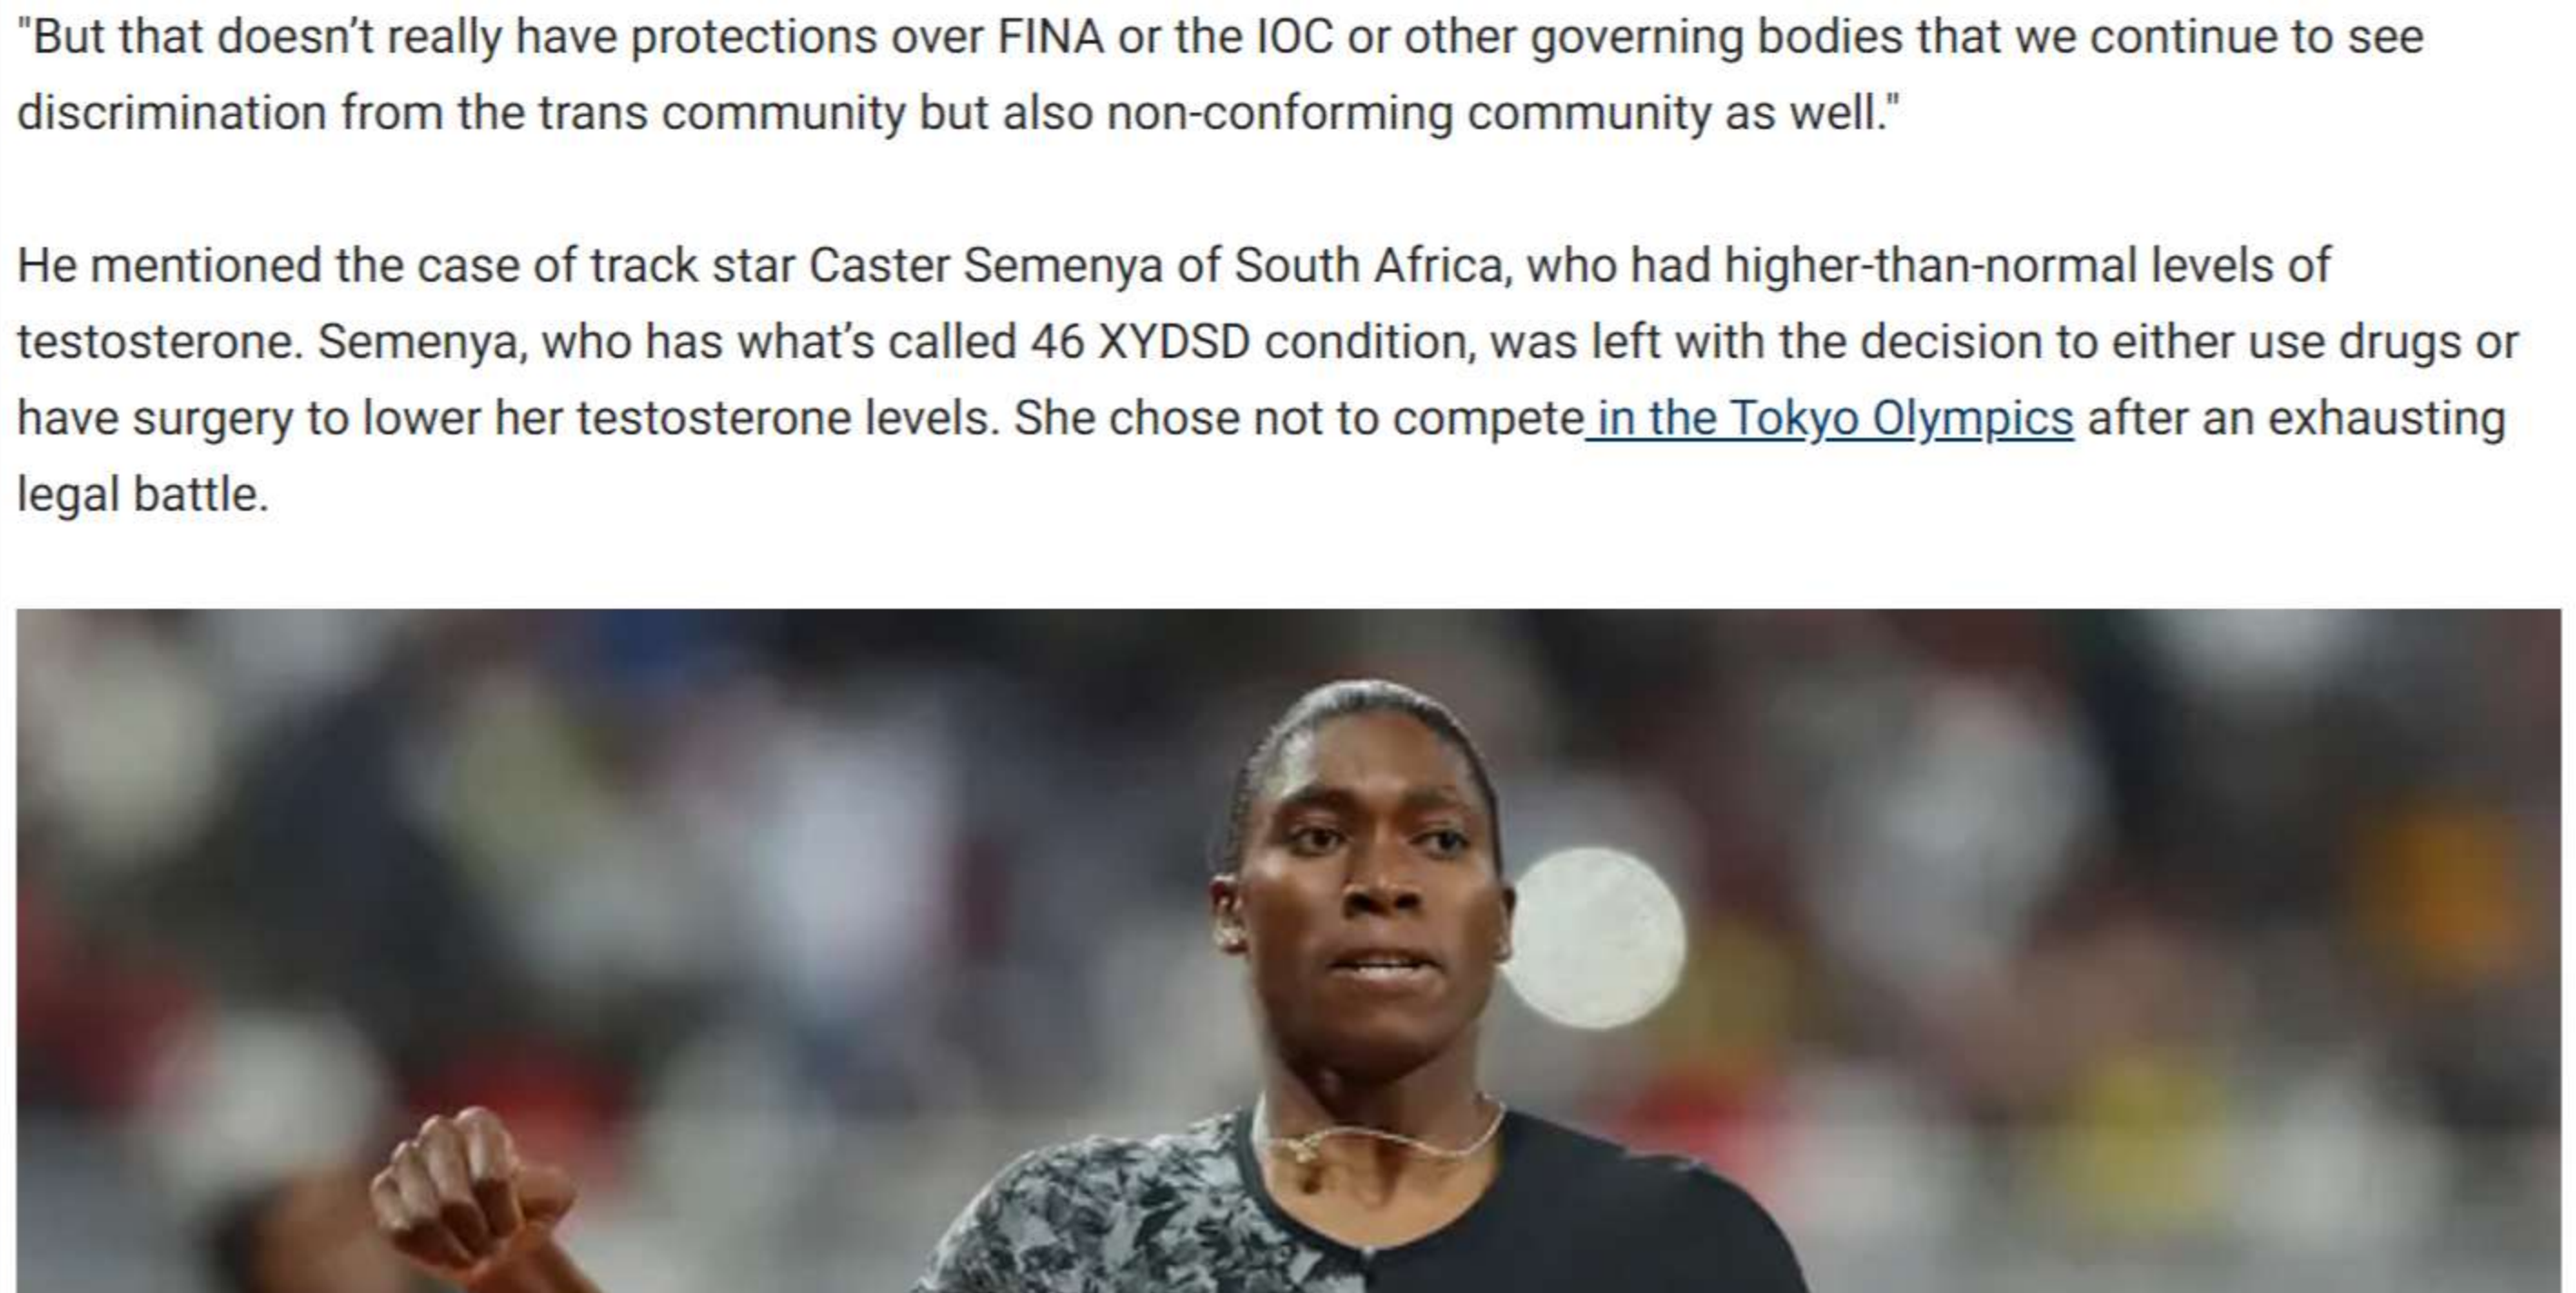 "But that doesn’t really have protections over FINA or the IOC or other governing bodies that we continue to see
discrimination from the trans community but also non-conforming community as well."
He mentioned the case of track star Caster Semenya of South Africa, who had higher-than-normal levels of
testosterone. Semenya, who has what’s called 46 XYDSD condition, was left with the decision to either use drugs or
have surgery to lower her testosterone levels. She chose not to compete in the Tokyo Olympics after an exhausting
legal battle.